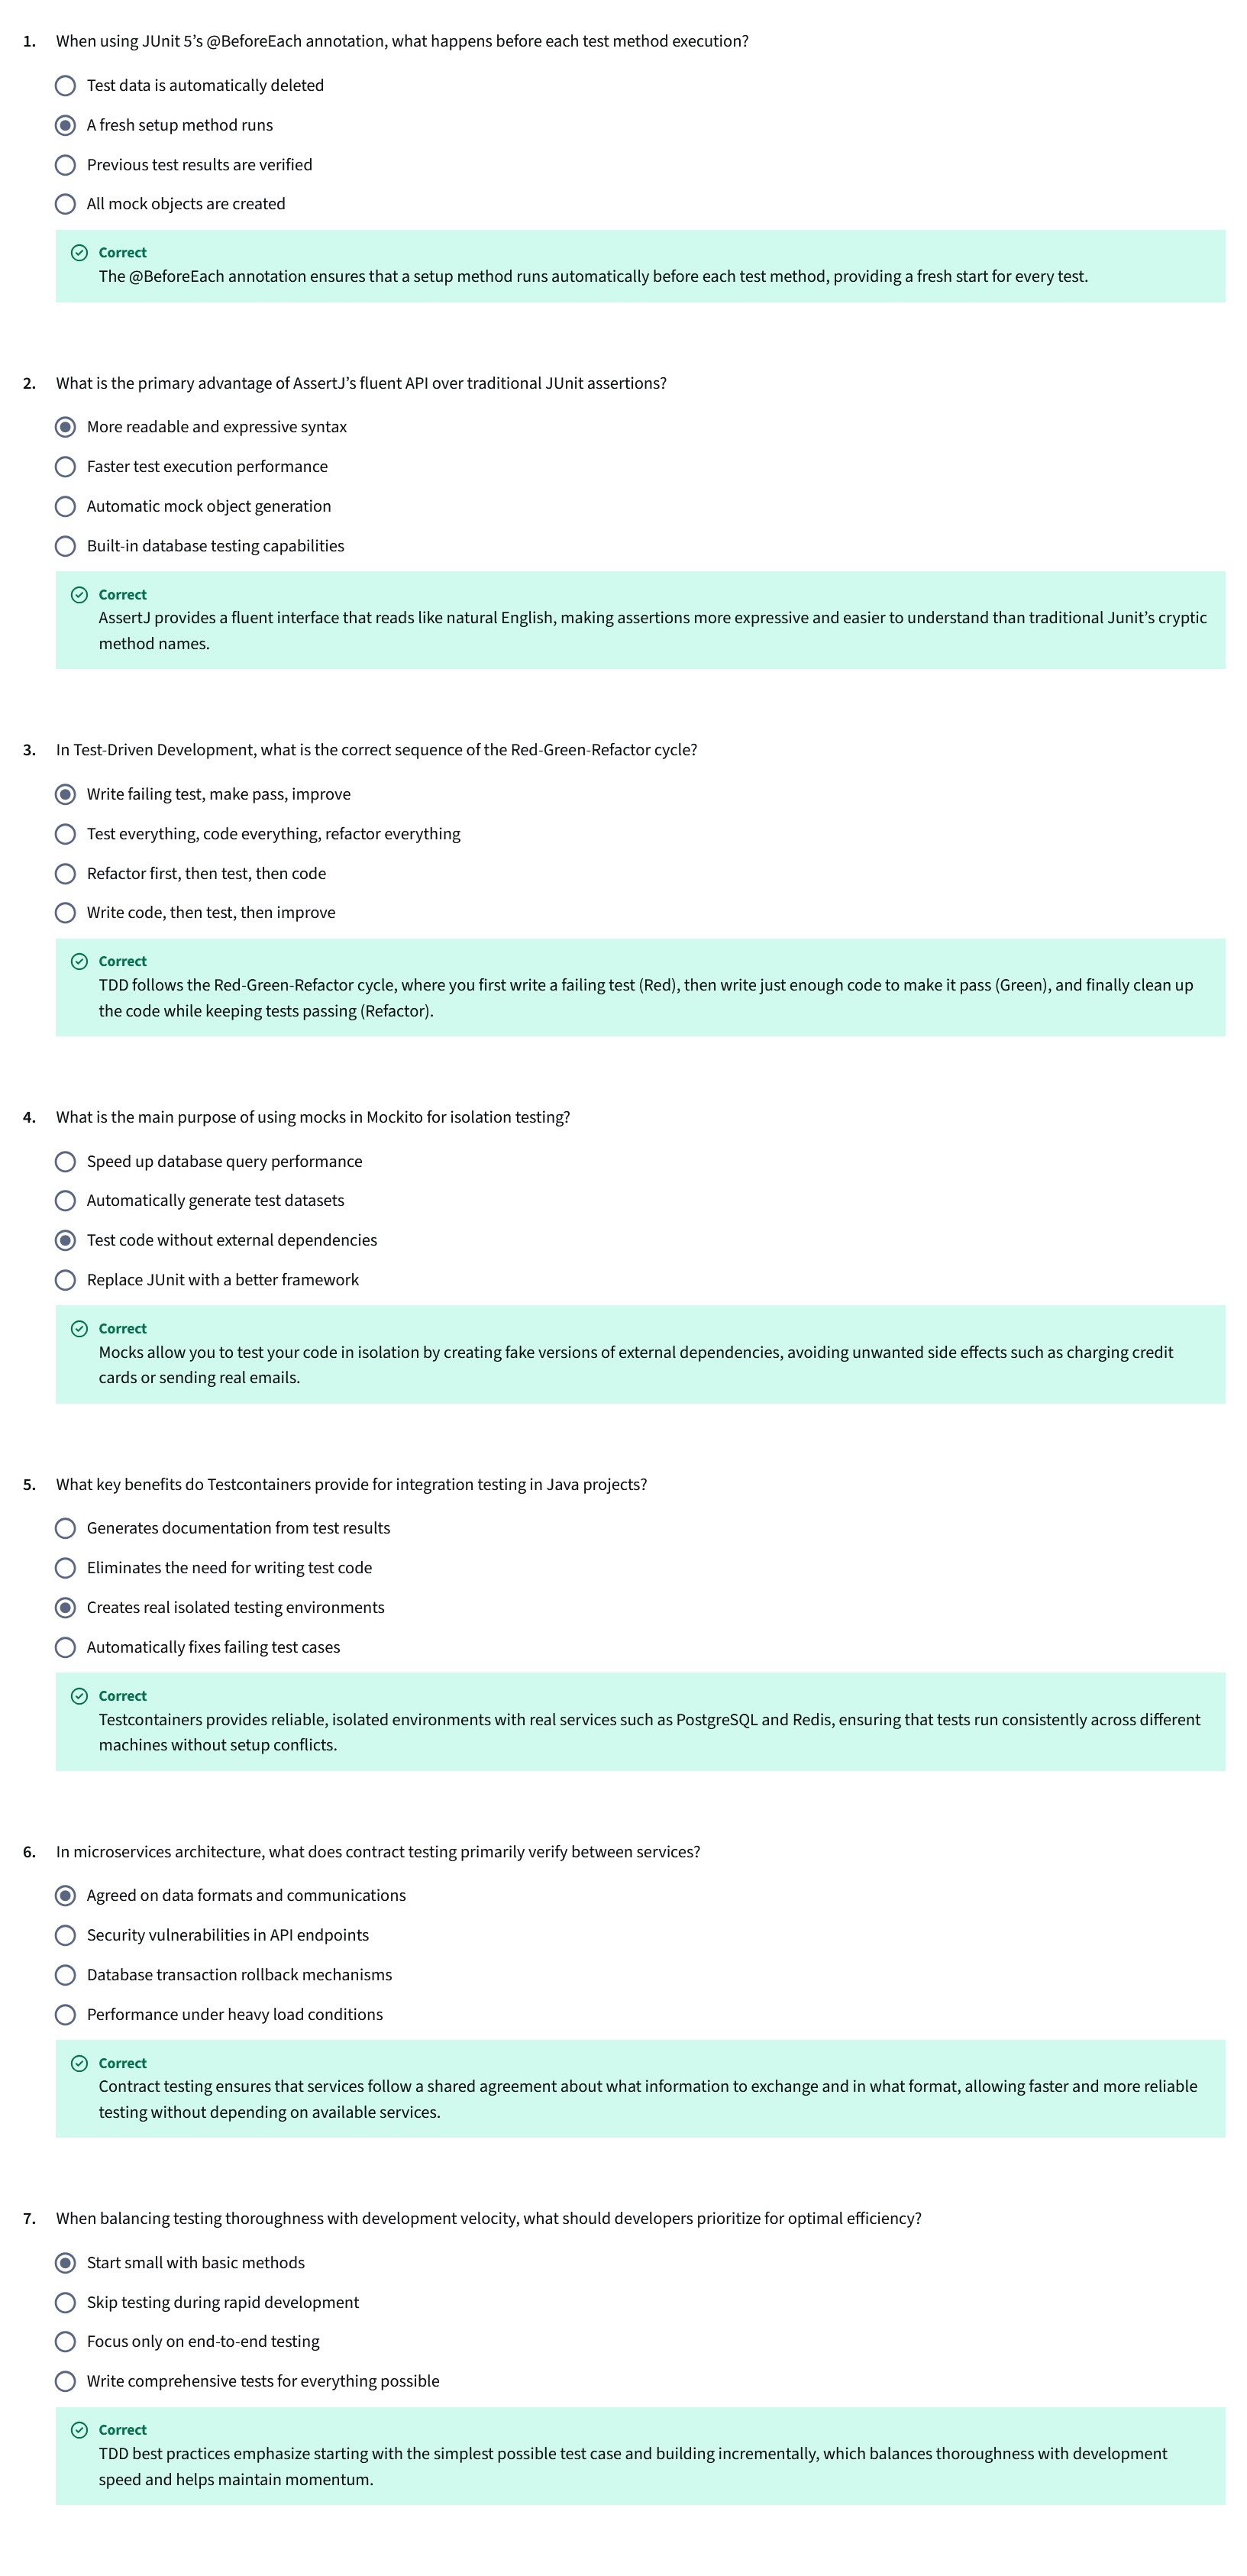 1. When using JUnit 5’s @BeforeEach annotation, what happens before each test method execution?
Test data is automatically deleted
A fresh setup method runs
Previous test results are verified
All mock objects are created
Correct
The @BeforeEach annotation ensures that a setup method runs automatically before each test method, providing a fresh start for every test.
2. What is the primary advantage of AssertJ’s fluent API over traditional JUnit assertions?
More readable and expressive syntax
Faster test execution performance
Automatic mock object generation
Built-in database testing capabilities
Correct
AssertJ provides a fluent interface that reads like natural English, making assertions more expressive and easier to understand than traditional Junit’s cryptic
method names.
3. In Test-Driven Development, what is the correct sequence of the Red-Green-Refactor cycle?
Write failing test, make pass, improve
Test everything, code everything, refactor everything
Refactor first, then test, then code
Write code, then test, then improve
Correct
TDD follows the Red-Green-Refactor cycle, where you first write a failing test (Red), then write just enough code to make it pass (Green), and finally clean up
the code while keeping tests passing (Refactor).
4. What is the main purpose of using mocks in Mockito for isolation testing?
Speed up database query performance
Automatically generate test datasets
Test code without external dependencies
Replace JUnit with a better framework
Correct
Mocks allow you to test your code in isolation by creating fake versions of external dependencies, avoiding unwanted side effects such as charging credit
cards or sending real emails.
5. What key benefits do Testcontainers provide for integration testing in Java projects?
Generates documentation from test results
Eliminates the need for writing test code
Creates real isolated testing environments
Automatically fixes failing test cases
Correct
Testcontainers provides reliable, isolated environments with real services such as PostgreSQL and Redis, ensuring that tests run consistently across different
machines without setup conflicts.
6. In microservices architecture, what does contract testing primarily verify between services?
Agreed on data formats and communications
Security vulnerabilities in API endpoints
Database transaction rollback mechanisms
Performance under heavy load conditions
Correct
Contract testing ensures that services follow a shared agreement about what information to exchange and in what format, allowing faster and more reliable
testing without depending on available services.
7. When balancing testing thoroughness with development velocity, what should developers prioritize for optimal efficiency?
Start small with basic methods
Skip testing during rapid development
Focus only on end-to-end testing
Write comprehensive tests for everything possible
Correct
TDD best practices emphasize starting with the simplest possible test case and building incrementally, which balances thoroughness with development
speed and helps maintain momentum.